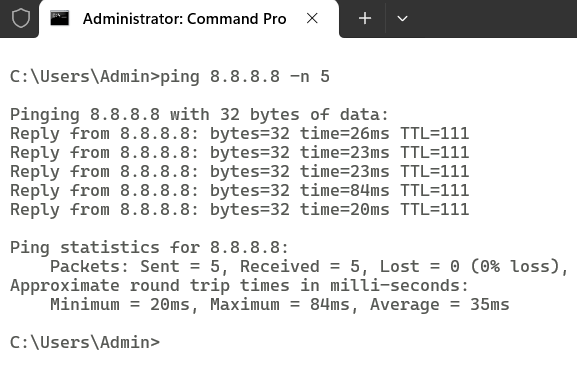 Administrator: Command Pro
C:\Users\Admin>ping 8.8.8.8 -n 5
Pinging 8.8.8.8 with 32 bytes of data:
Reply from 8.8.8.8: bytes=32 time=26ms TTL=111
Reply from 8.8.8.8: bytes=32 time=23ms TTL=111
Reply from 8.8.8.8: bytes=32 time=23ms TTL=111
Reply from 8.8.8.8: bytes=32 time=84ms TTL=111
Reply from 8.8.8.8: bytes=32 time=20ms TTL=111
Ping statistics for 8.8.8.8:
    Packets: Sent = 5, Received = 5, Lost = 0 (0% loss),
Approximate round trip times in milli-seconds:
    Minimum = 20ms, Maximum = 84ms, Average = 35ms
C:\Users\Admin>